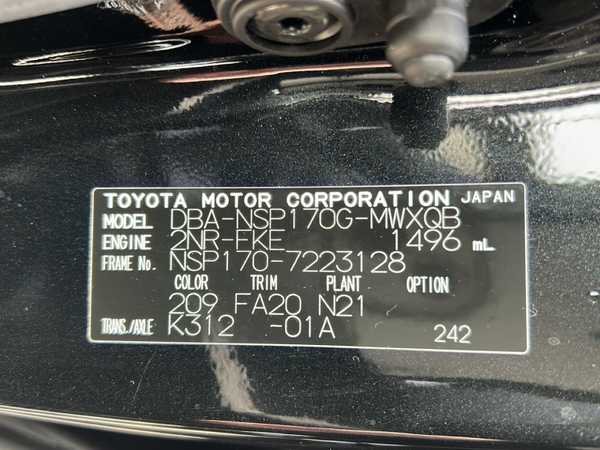 TOYOTA MOTOR CORPORATION JAPAN
MODEL DBA-NSP170G-MWXQB
ENGINE 2NR-FKE 1496 mL
FRAME No. NSP170-7223128
COLOR TRIM PLANT OPTION
209 FA20 N21
TRANS./AXLE K312 -01A 242